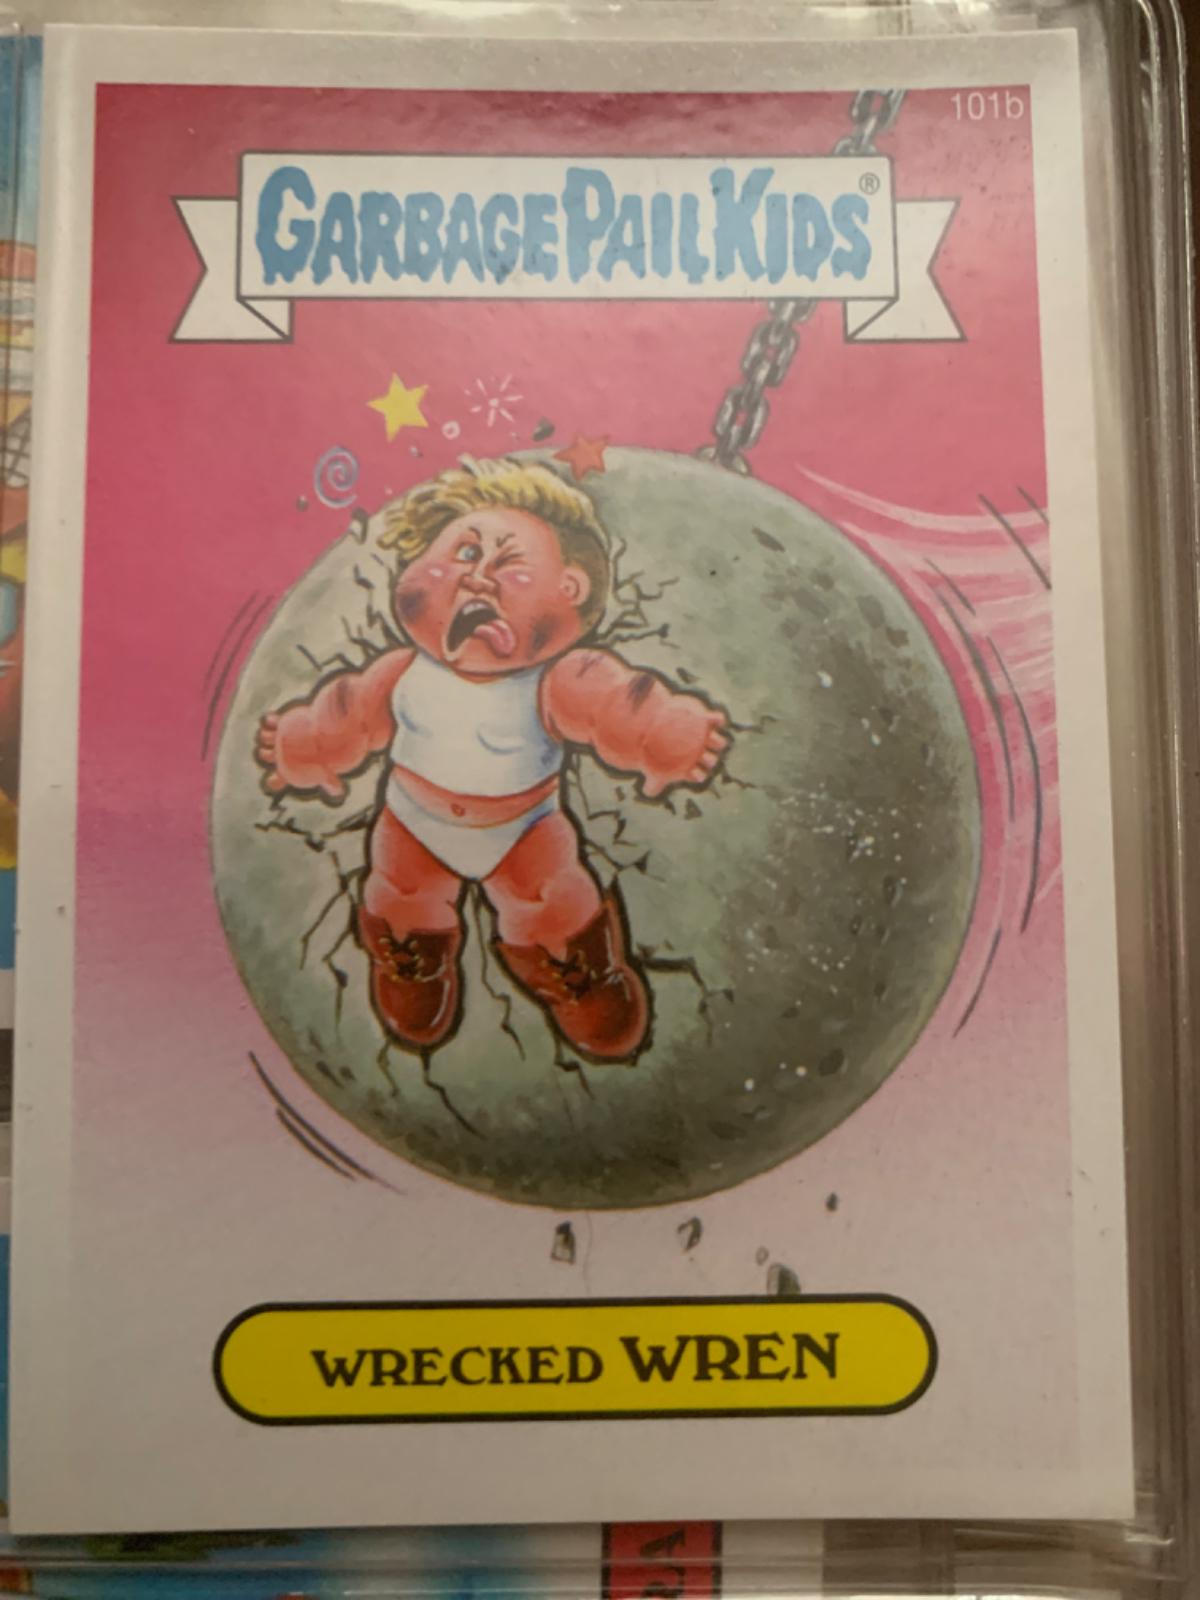 101b
GARBAGE PAIL KIDS®
WRECKED WREN